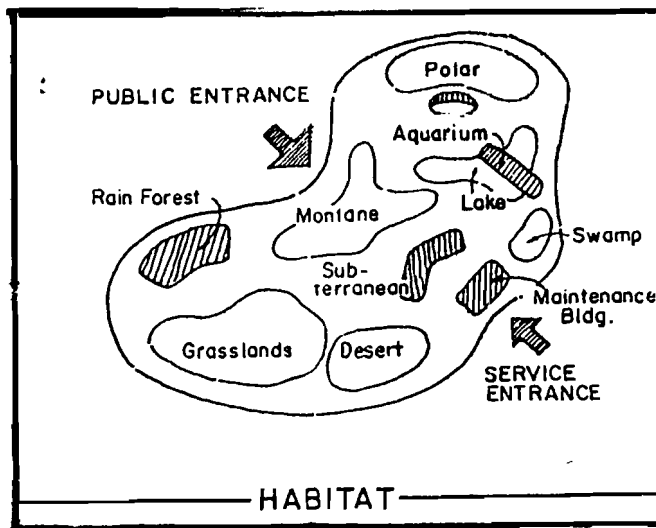 Polar
PUBLIC ENTRANCE
Aquarium
Rain Forest
Lake
Montane
Swamp
Sub-
terranean
Maintenance
Bldg.
Grasslands
Desert
SERVICE
ENTRANCE
HABITAT